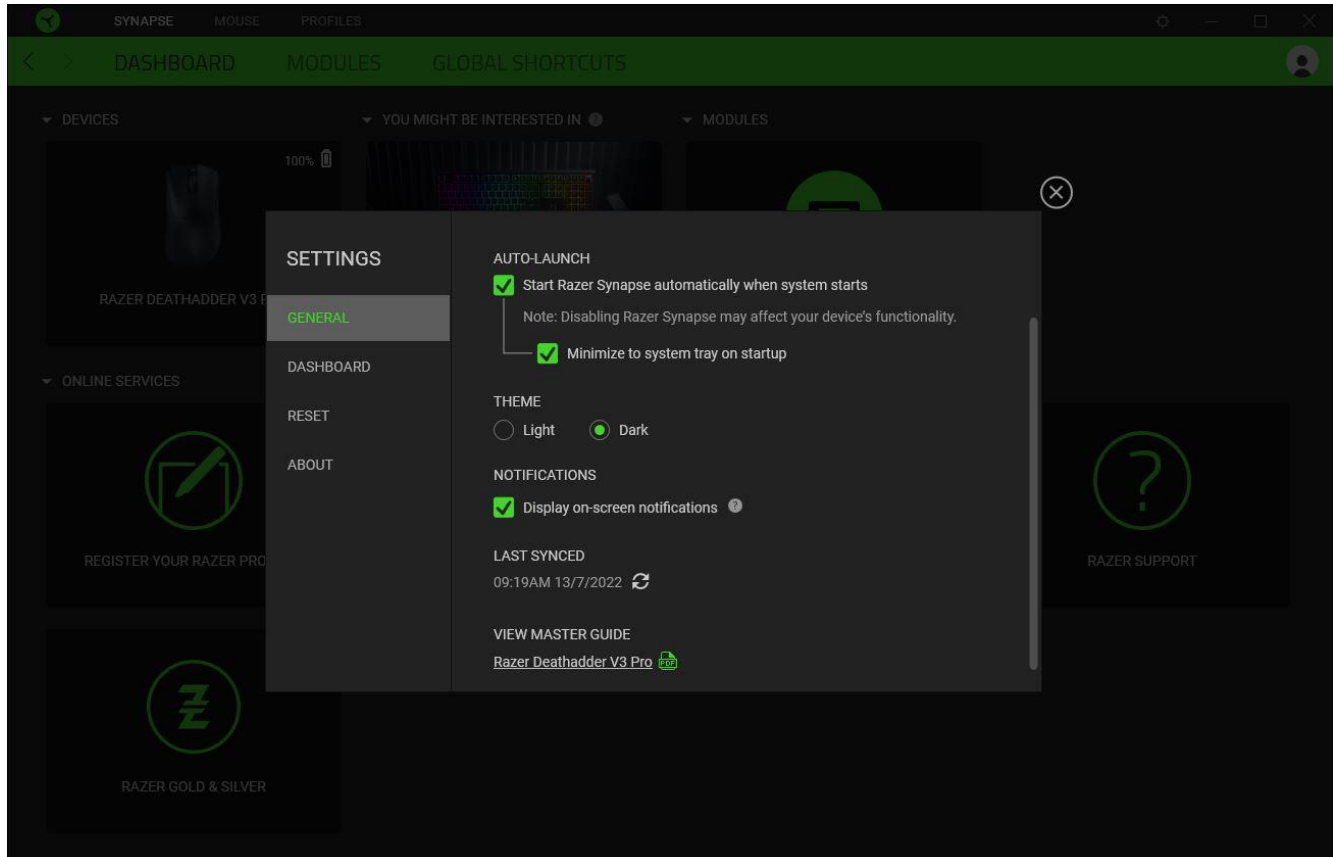 SYNAPSE MOUSE PROFILES
DASHBOARD MODULES GLOBAL SHORTCUTS
DEVICES
YOU MIGHT BE INTERESTED IN
MODULES
100%
RAZER DEATHADDER V3
ONLINE SERVICES
REGISTER YOUR RAZER
RAZER SUPPORT
RAZER GOLD & SILVER
SETTINGS
GENERAL
DASHBOARD
RESET
ABOUT
AUTO-LAUNCH
Start Razer Synapse automatically when system starts
Note: Disabling Razer Synapse may affect your device’s functionality.
Minimize to system tray on startup
THEME
Light Dark
NOTIFICATIONS
Display on-screen notifications ?
LAST SYNCED
09:19AM 13/7/2022
VIEW MASTER GUIDE
Razer Deathadder V3 Pro PDF